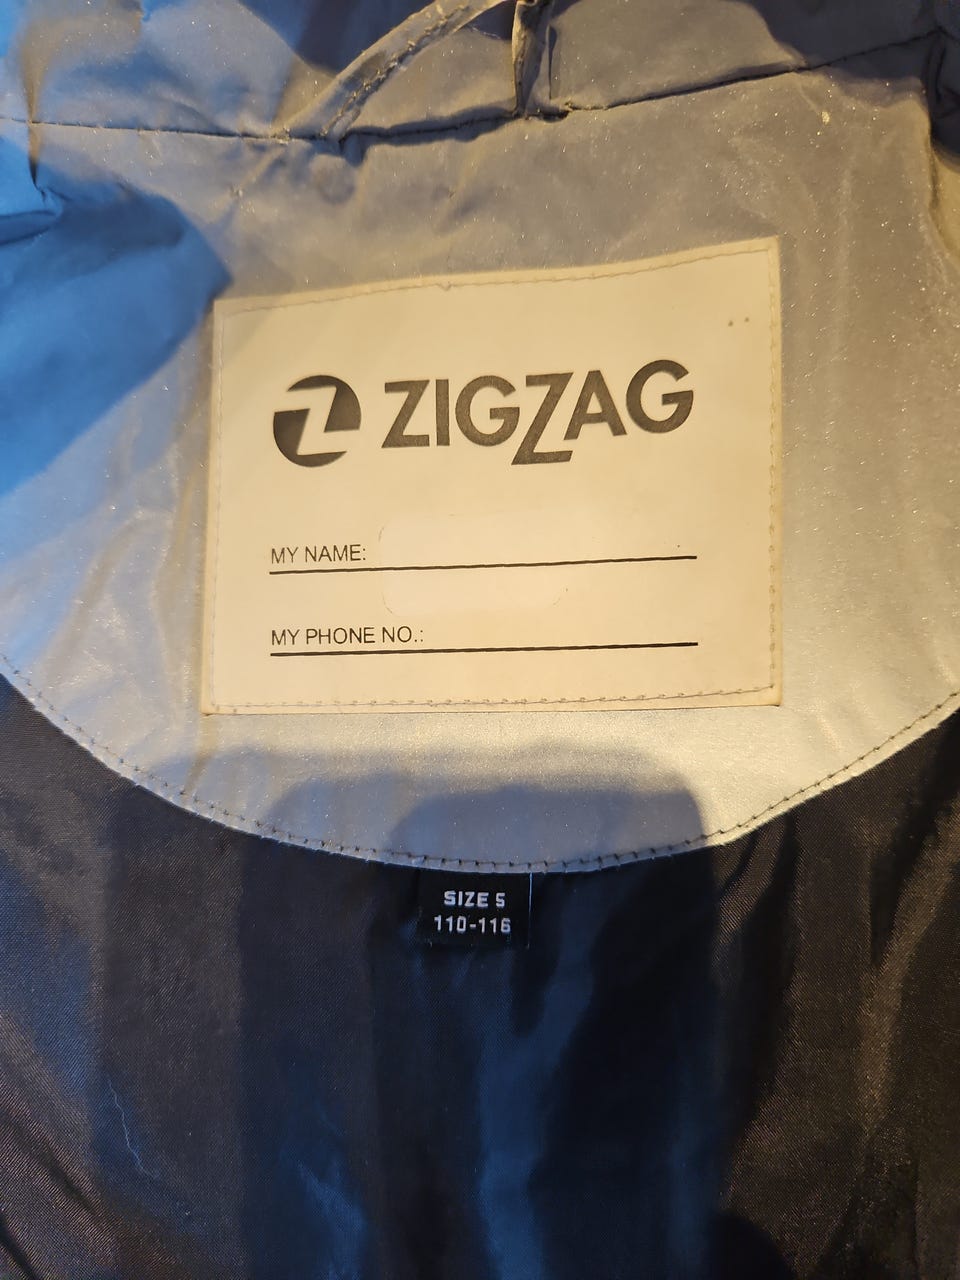 ZIGZAG
MY NAME:
MY PHONE NO.:
SIZE 5
110-116